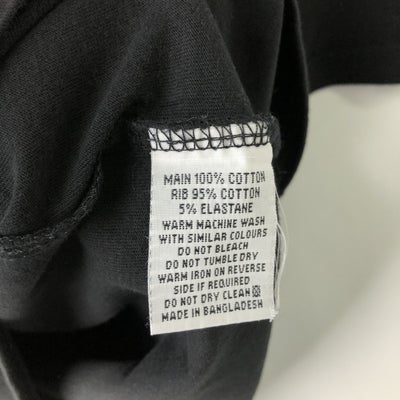 MAIN 100% COTTON
RIB 95% COTTON
5% ELASTANE
WARM MACHINE WASH
WITH SIMILAR COLOURS
DO NOT BLEACH
DO NOT TUMBLE DRY
WARM IRON ON REVERSE
SIDE IF REQUIRED
DO NOT DRY CLEAN
MADE IN BANGLADESH